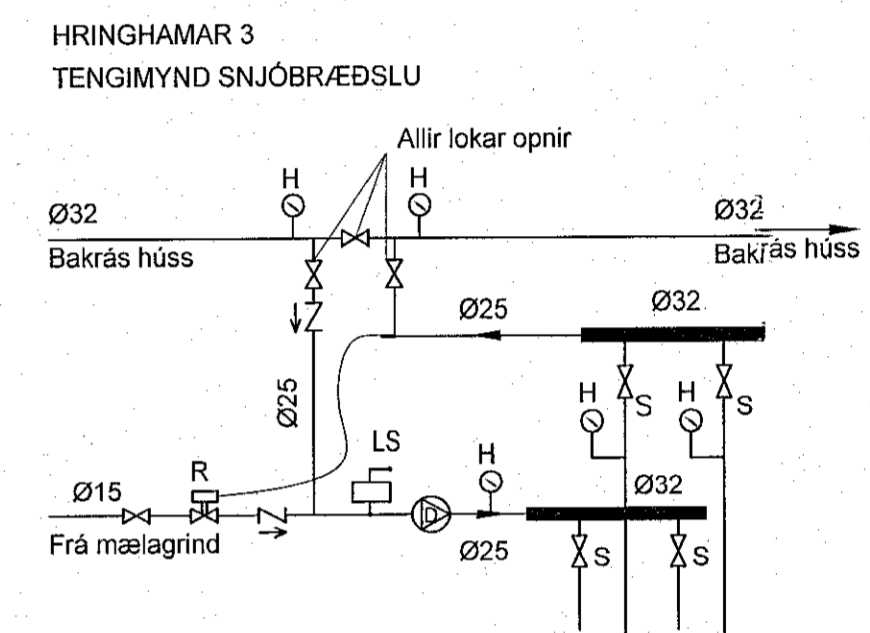 HRINGHAMAR 3
TENGIMYND SNJÓBRÆÐSLU
Allir lokar opnir
H
H
Ø32
Ø32
Bakrás húss
Bakrás húss
Ø25
Ø32
Ø25
H
H
S
S
LS
R
H
Ø15
Ø32
D
Frá mælagrind
Ø25
S
S